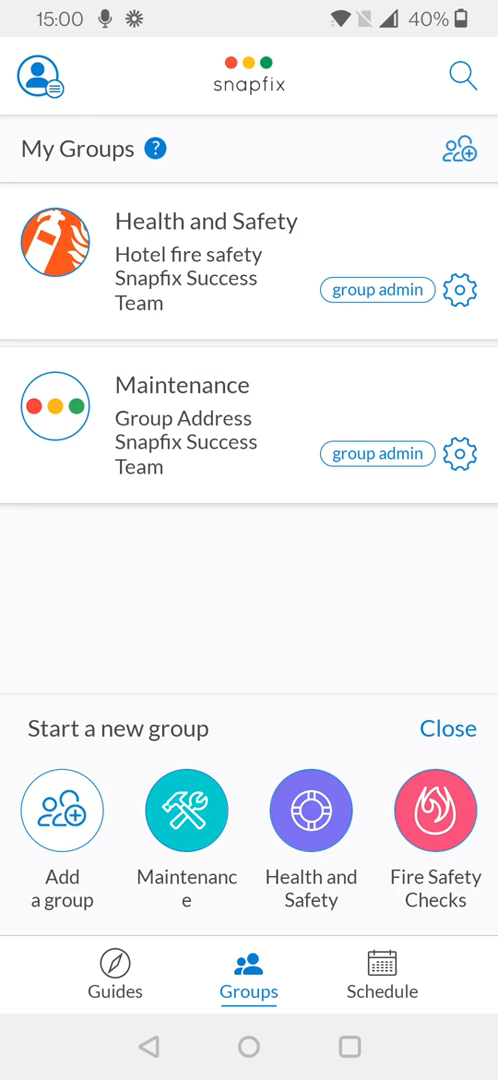 15:00
40%
snapfix
My Groups ?
Health and Safety
Hotel fire safety
Snapfix Success
Team
group admin
Maintenance
Group Address
Snapfix Success
Team
group admin
Start a new group
Close
Add
a group
Maintenanc
e
Health and
Safety
Fire Safety
Checks
Guides
Groups
Schedule